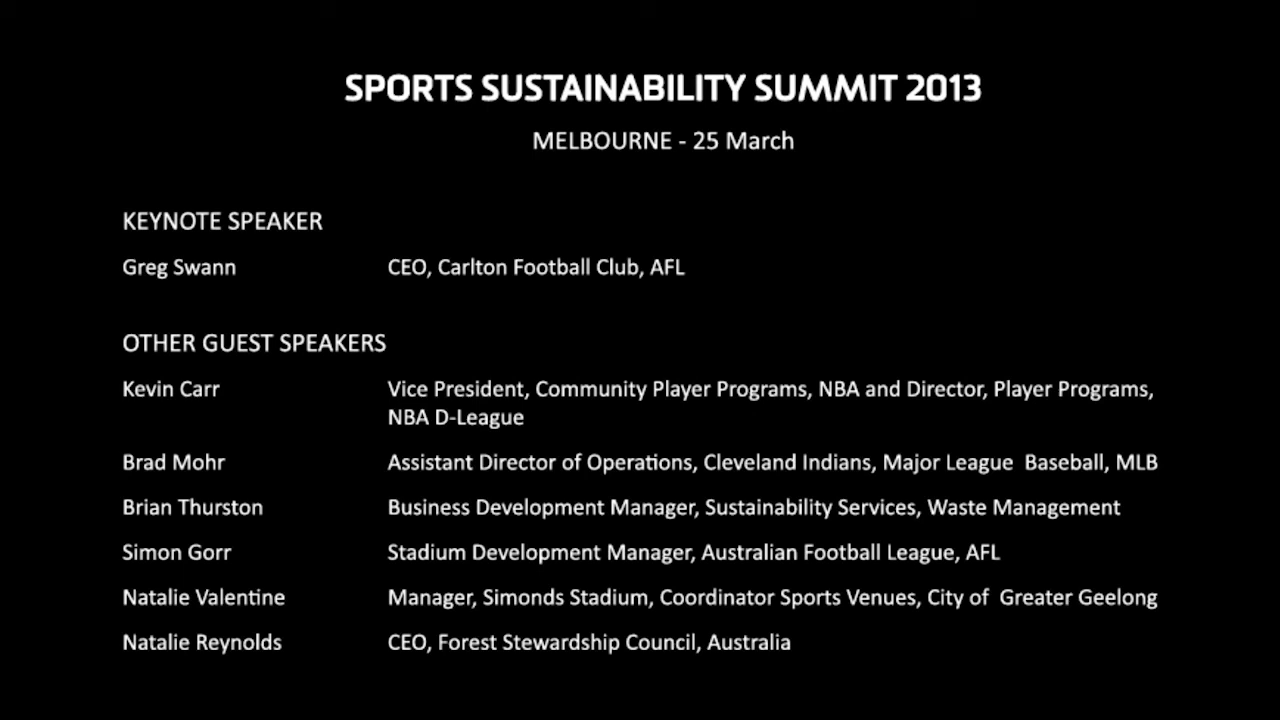 SPORTS SUSTAINABILITY SUMMIT 2013
MELBOURNE - 25 March
KEYNOTE SPEAKER
Greg Swann CEO, Carlton Football Club, AFL
OTHER GUEST SPEAKERS
Kevin Carr Vice President, Community Player Programs, NBA and Director, Player Programs,
NBA D-League
Brad Mohr Assistant Director of Operations, Cleveland Indians, Major League Baseball, MLB
Brian Thurston Business Development Manager, Sustainability Services, Waste Management
Simon Gorr Stadium Development Manager, Australian Football League, AFL
Natalie Valentine Manager, Simonds Stadium, Coordinator Sports Venues, City of Greater Geelong
Natalie Reynolds CEO, Forest Stewardship Council, Australia